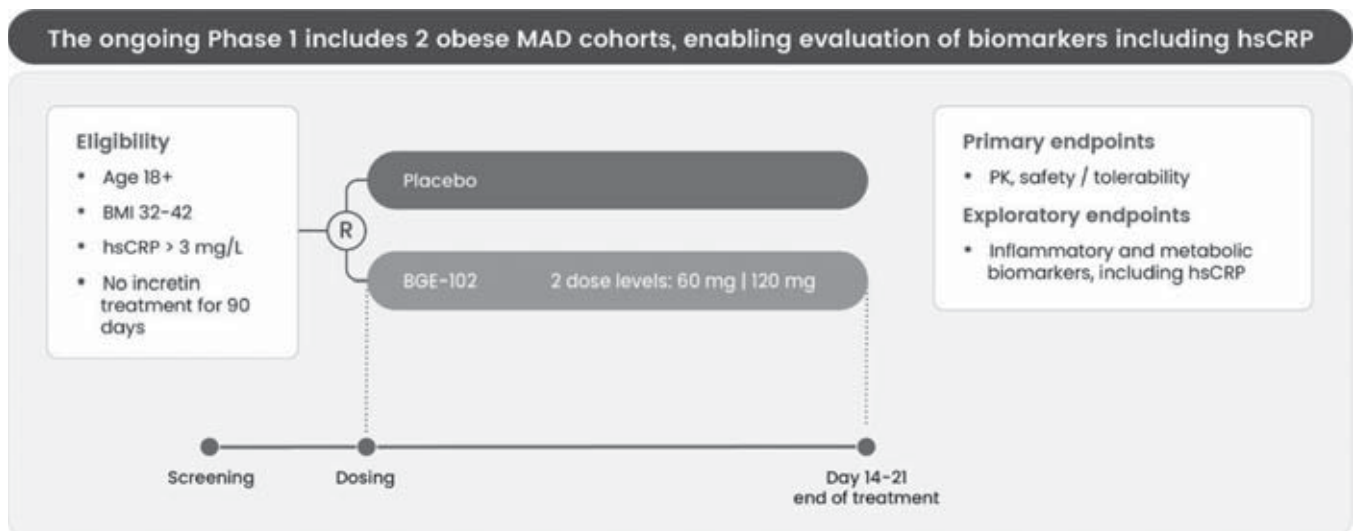 The ongoing Phase 1 includes 2 obese MAD cohorts, enabling evaluation of biomarkers including hsCRP
Eligibility
• Age 18+
• BMI 32-42
• hsCRP > 3 mg/L
• No incretin
treatment for 90
days
R
Placebo
BGE-102 2 dose levels: 60 mg | 120 mg
Primary endpoints
• PK, safety / tolerability
Exploratory endpoints
• Inflammatory and metabolic
biomarkers, including hsCRP
Screening
Dosing
Day 14-21
end of treatment